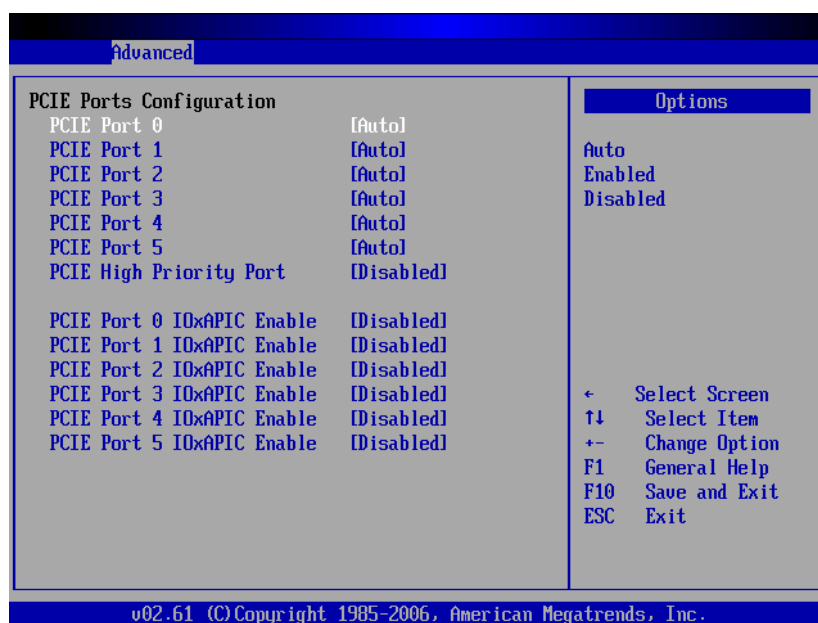 Advanced
PCIE Ports Configuration
PCIE Port 0 [Auto]
PCIE Port 1 [Auto]
PCIE Port 2 [Auto]
PCIE Port 3 [Auto]
PCIE Port 4 [Auto]
PCIE Port 5 [Auto]
PCIE High Priority Port [Disabled]
PCIE Port 0 IOxAPIC Enable [Disabled]
PCIE Port 1 IOxAPIC Enable [Disabled]
PCIE Port 2 IOxAPIC Enable [Disabled]
PCIE Port 3 IOxAPIC Enable [Disabled]
PCIE Port 4 IOxAPIC Enable [Disabled]
PCIE Port 5 IOxAPIC Enable [Disabled]
Options
Auto
Enabled
Disabled
← Select Screen
↑↓ Select Item
+- Change Option
F1 General Help
F10 Save and Exit
ESC Exit
v02.61 (C)Copyright 1985-2006, American Megatrends, Inc.